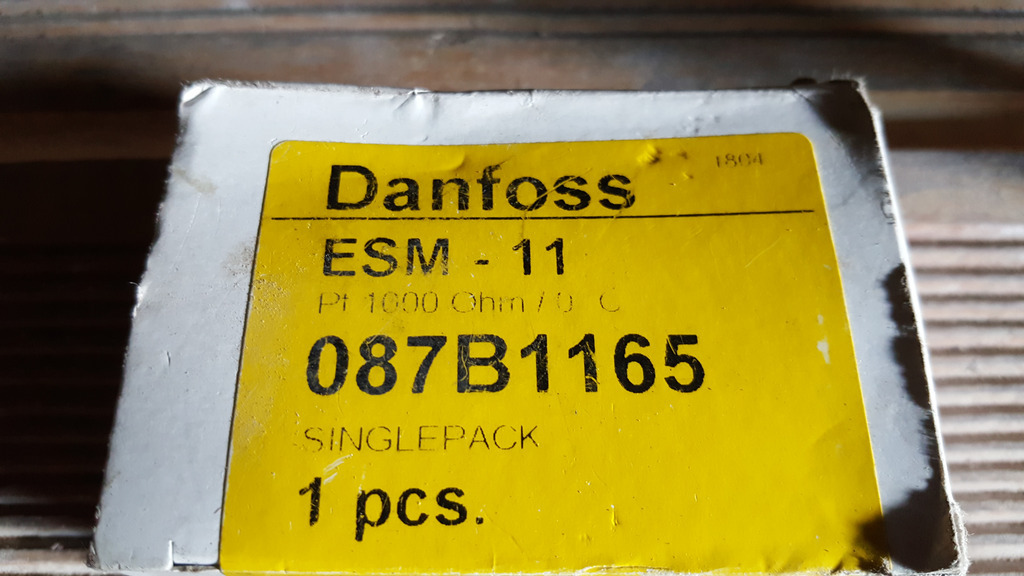 Danfoss 1804
ESM - 11
Pt 1000 Ohm / 0 C
087B1165
SINGLEPACK
1 pcs.